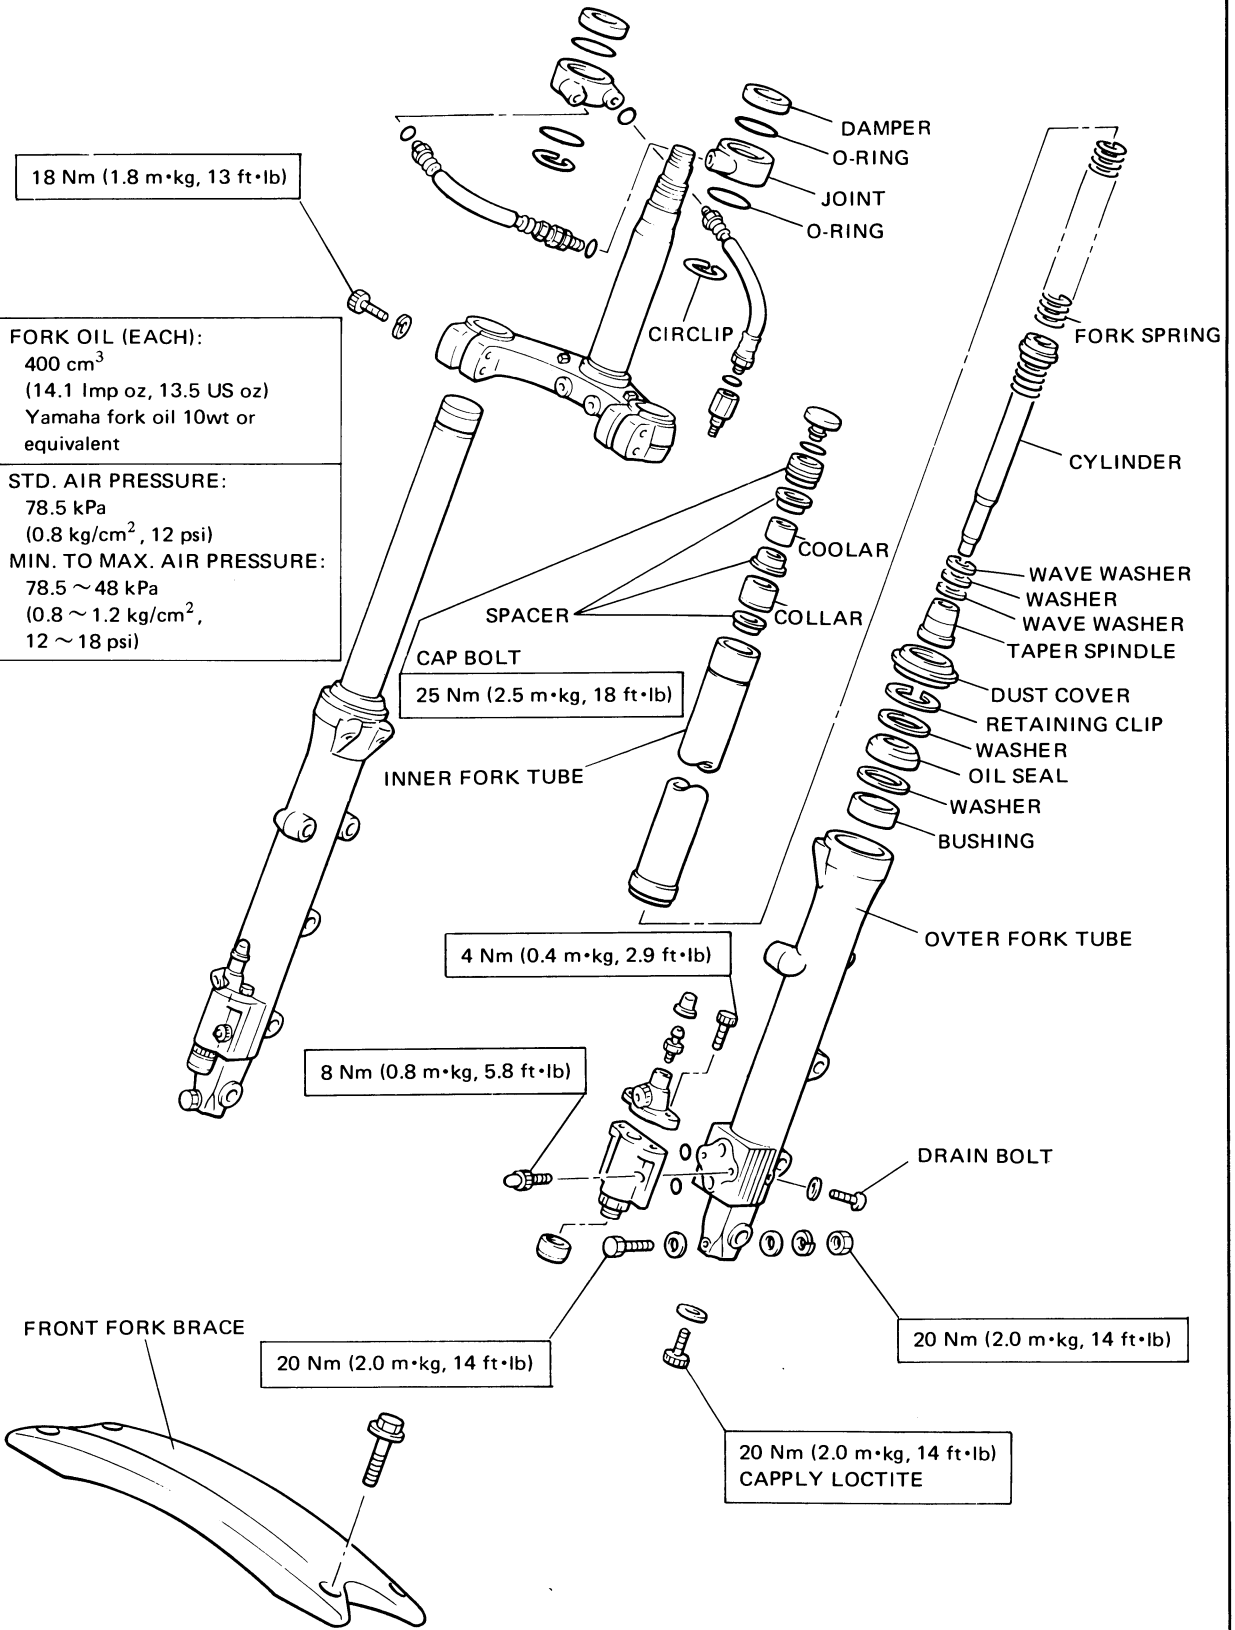 DAMPER
O-RING
JOINT
O-RING
CIRCLIP
18 Nm (1.8 m•kg, 13 ft•lb)
FORK OIL (EACH):
400 cm³
(14.1 Imp oz, 13.5 US oz)
Yamaha fork oil 10wt or
equivalent
STD. AIR PRESSURE:
78.5 kPa
(0.8 kg/cm², 12 psi)
MIN. TO MAX. AIR PRESSURE:
78.5 ~ 48 kPa
(0.8 ~ 1.2 kg/cm²,
12 ~ 18 psi)
FORK SPRING
CYLINDER
COOLAR
SPACER
COLLAR
CAP BOLT
25 Nm (2.5 m•kg, 18 ft•lb)
INNER FORK TUBE
WAVE WASHER
WASHER
WAVE WASHER
TAPER SPINDLE
DUST COVER
RETAINING CLIP
WASHER
OIL SEAL
WASHER
BUSHING
OVTER FORK TUBE
4 Nm (0.4 m•kg, 2.9 ft•lb)
8 Nm (0.8 m•kg, 5.8 ft•lb)
DRAIN BOLT
FRONT FORK BRACE
20 Nm (2.0 m•kg, 14 ft•lb)
20 Nm (2.0 m•kg, 14 ft•lb)
20 Nm (2.0 m•kg, 14 ft•lb)
CAPPLY LOCTITE